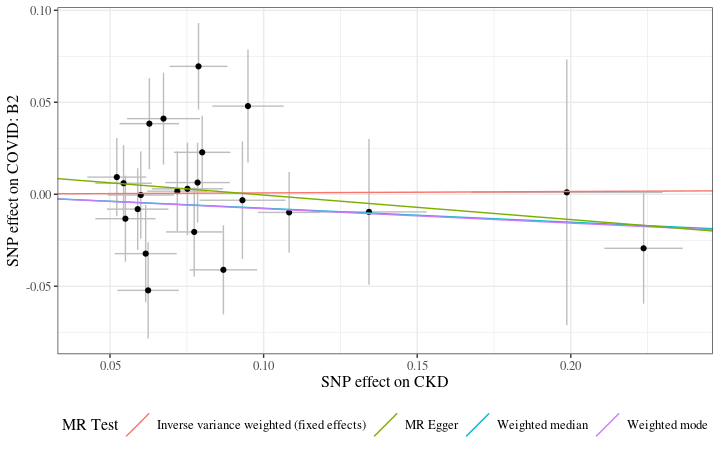 0.10
0.05
0.00
-0.05
SNP effect on COVID: B2
0.05 0.10 0.15 0.20
SNP effect on CKD
MR Test Inverse variance weighted (fixed effects) MR Egger Weighted median Weighted mode